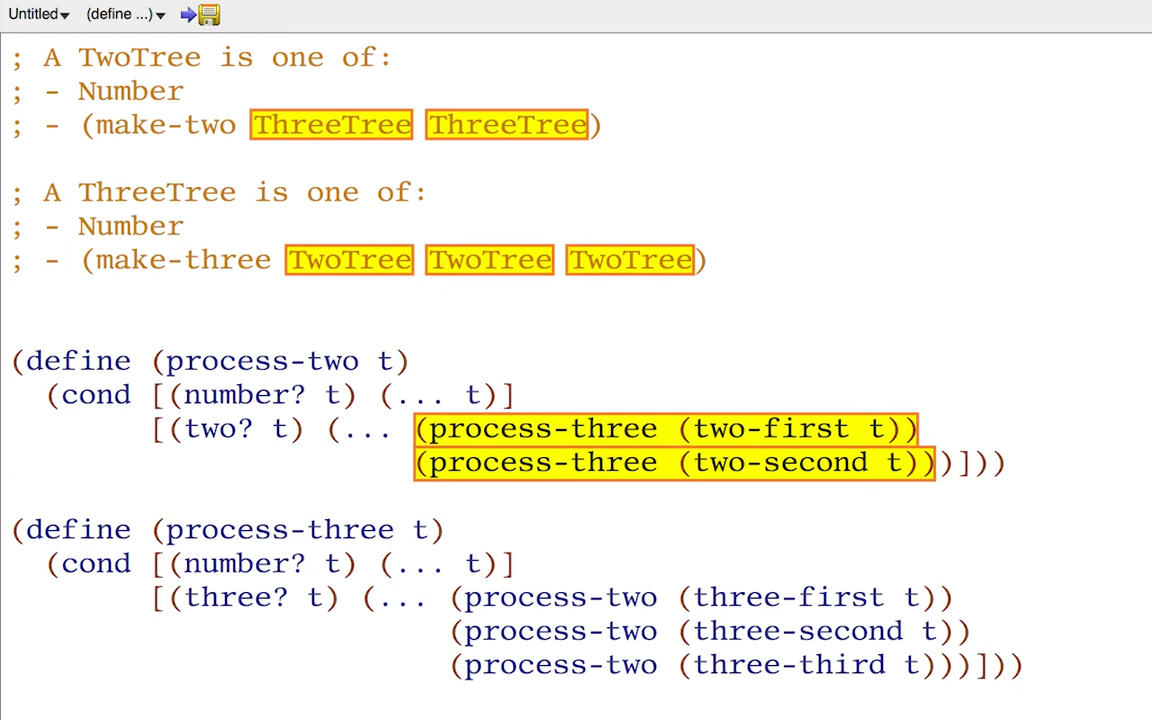 Untitled (define ...)
; A TwoTree is one of:
; - Number
; - (make-two ThreeTree ThreeTree)
; A ThreeTree is one of:
; - Number
; - (make-three TwoTree TwoTree TwoTree)
(define (process-two t)
(cond [(number? t) (... t)]
[(two? t) (... (process-three (two-first t))
(process-three (two-second t)))]))
(define (process-three t)
(cond [(number? t) (... t)]
[(three? t) (... (process-two (three-first t))
(process-two (three-second t))
(process-two (three-third t)))]))